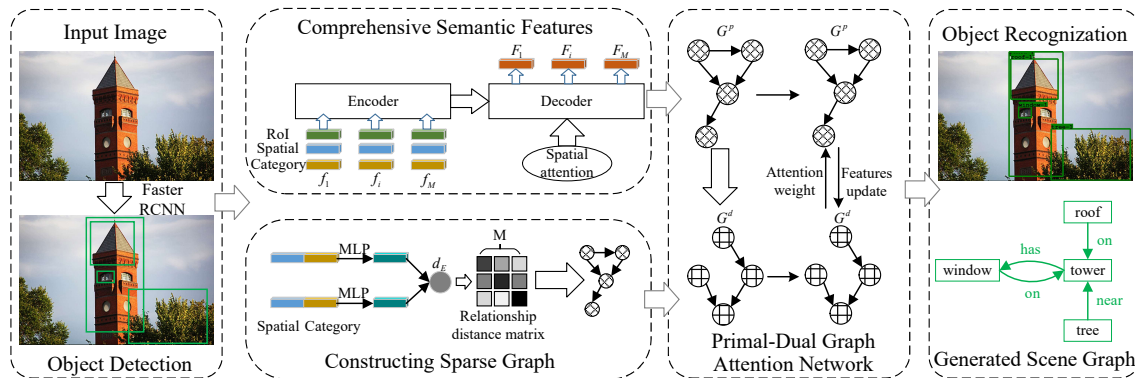 Input Image
Faster
RCNN
Object Detection
Comprehensive Semantic Features
F_1
F_i
F_M
Encoder
Decoder
RoI
Spatial
Category
f_1
f_i
f_M
Spatial
attention
MLP
MLP
d_E
M
Spatial Category
Relationship
distance matrix
Constructing Sparse Graph
G^p
G^p
Attention
weight
Features
update
G^d
G^d
Primal-Dual Graph
Attention Network
Object Recognition
roof
on
has
window
tower
on
near
tree
Generated Scene Graph